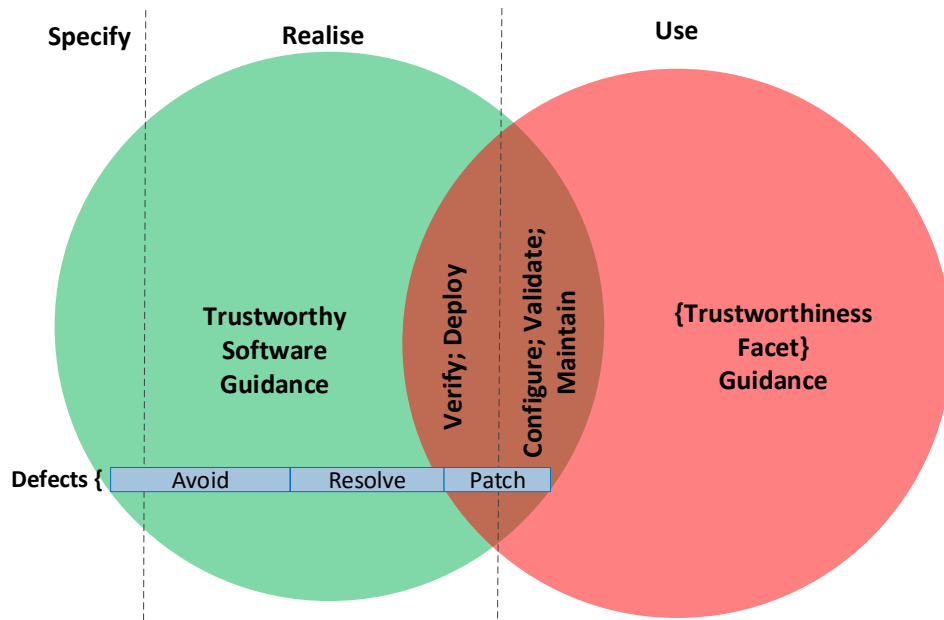 Specify
Realise
Use
Trustworthy
Software
Guidance
Verify; Deploy
Configure; Validate;
Maintain
{Trustworthiness
Facet}
Guidance
Defects {
Avoid
Resolve
Patch